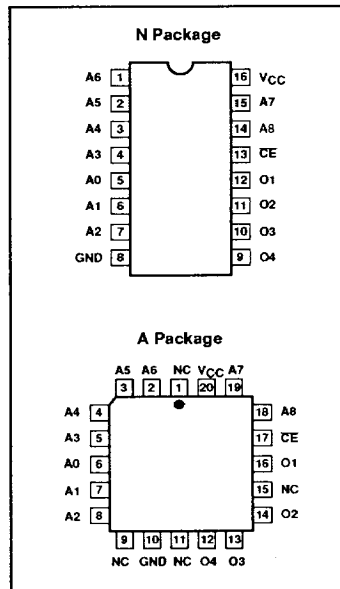 N Package
A6 1 16 VCC
A5 2 15 A7
A4 3 14 A8
A3 4 13 CE
A0 5 12 O1
A1 6 11 O2
A2 7 10 O3
GND 8 9 O4
A Package
A5 A6 NC VCC A7
3 2 1 20 19
A4 4 18 A8
A3 5 17 CE
A0 6 16 O1
A1 7 15 NC
A2 8 14 O2
9 10 11 12 13
NC GND NC O4 O3